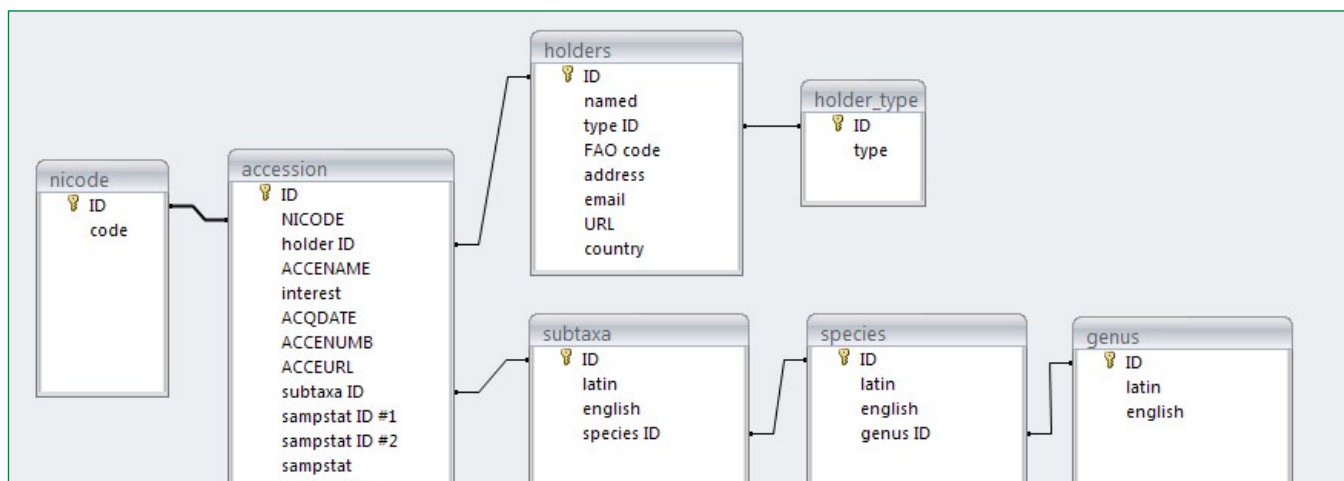 nicode
ID
code
accession
ID
NICODE
holder ID
ACCENAME
interest
ACQDATE
ACCENUMB
ACCEURL
subtaxa ID
sampstat ID #1
sampstat ID #2
sampstat
holders
ID
named
type ID
FAO code
address
email
URL
country
holder_type
ID
type
subtaxa
ID
latin
english
species ID
species
ID
latin
english
genus ID
genus
ID
latin
english